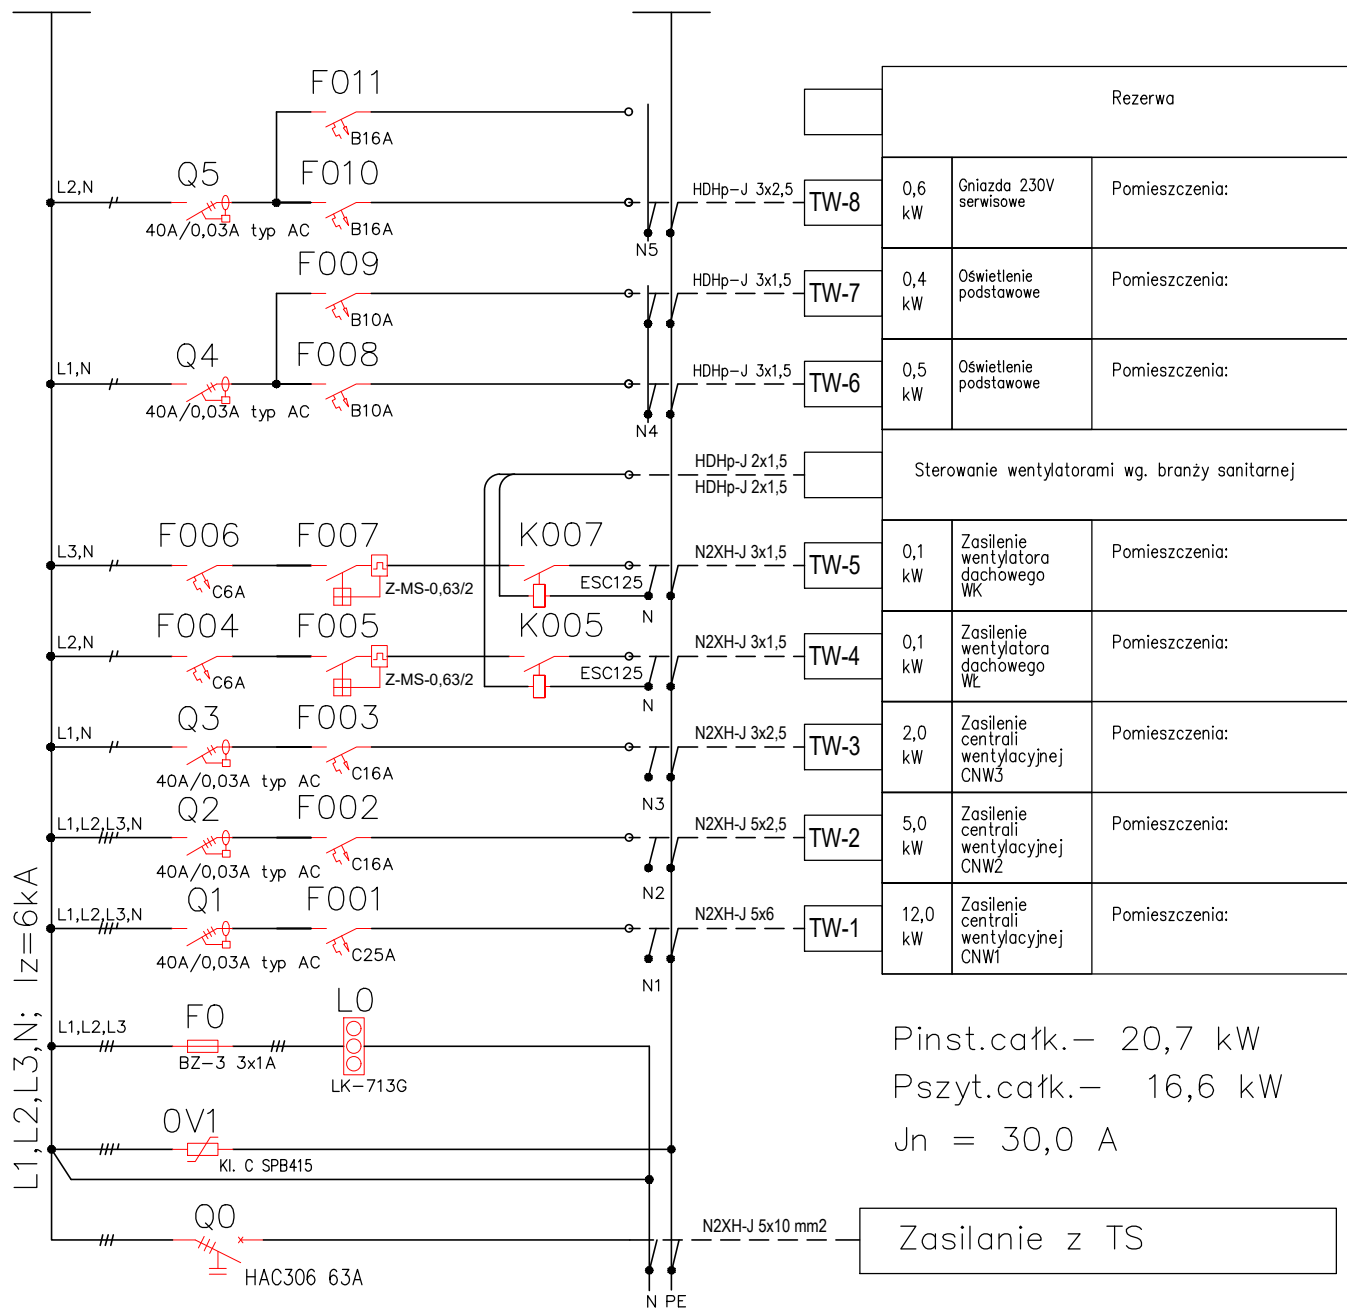 F011
B16A
Rezerwa
L2,N
Q5
40A/0,03A typ AC
F010
B16A
N5
HDHp-J 3x2,5
TW-8
0,6
kW
Gniazda 230V
serwisowe
Pomieszczenia:
F009
B10A
HDHp-J 3x1,5
TW-7
0,4
kW
Oświetlenie
podstawowe
Pomieszczenia:
L1,N
Q4
40A/0,03A typ AC
F008
B10A
N4
HDHp-J 3x1,5
TW-6
0,5
kW
Oświetlenie
podstawowe
Pomieszczenia:
HDHp-J 2x1,5
HDHp-J 2x1,5
Sterowanie wentylatorami wg. branży sanitarnej
L3,N
F006
C6A
F007
Z-MS-0,63/2
K007
ESC125
N
N2XH-J 3x1,5
TW-5
0,1
kW
Zasilenie
wentylatora
dachowego
WK
Pomieszczenia:
L2,N
F004
C6A
F005
Z-MS-0,63/2
K005
ESC125
N
N2XH-J 3x1,5
TW-4
0,1
kW
Zasilenie
wentylatora
dachowego
WŁ
Pomieszczenia:
L1,N
Q3
40A/0,03A typ AC
F003
C16A
N3
N2XH-J 3x2,5
TW-3
2,0
kW
Zasilenie
centrali
wentylacyjnej
CNW3
Pomieszczenia:
L1,L2,L3,N
Q2
40A/0,03A typ AC
F002
C16A
N2
N2XH-J 5x2,5
TW-2
5,0
kW
Zasilenie
centrali
wentylacyjnej
CNW2
Pomieszczenia:
L1,L2,L3,N
Q1
40A/0,03A typ AC
F001
C25A
N1
N2XH-J 5x6
TW-1
12,0
kW
Zasilenie
centrali
wentylacyjnej
CNW1
Pomieszczenia:
L1,L2,L3,N; Iz=6kA
L1,L2,L3
F0
BZ-3 3x1A
L0
LK-713G
Pinst.całk.- 20,7 kW
Pszyt.całk.- 16,6 kW
Jn = 30,0 A
OV1
Kl. C SPB415
Q0
HAC306 63A
N2XH-J 5x10 mm2
Zasilanie z TS
N PE